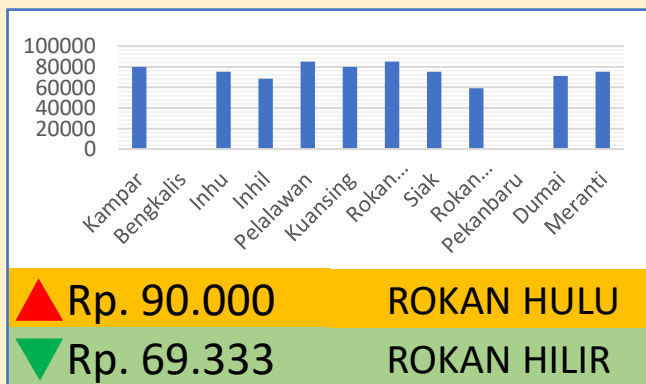 100000
80000
60000
40000
20000
0
Kampar
Bengkalis
Inhu
Inhil
Pelalawan
Kuansing
Rokan...
Siak
Rokan...
Pekanbaru
Dumai
Meranti
Rp. 90.000 ROKAN HULU
Rp. 69.333 ROKAN HILIR